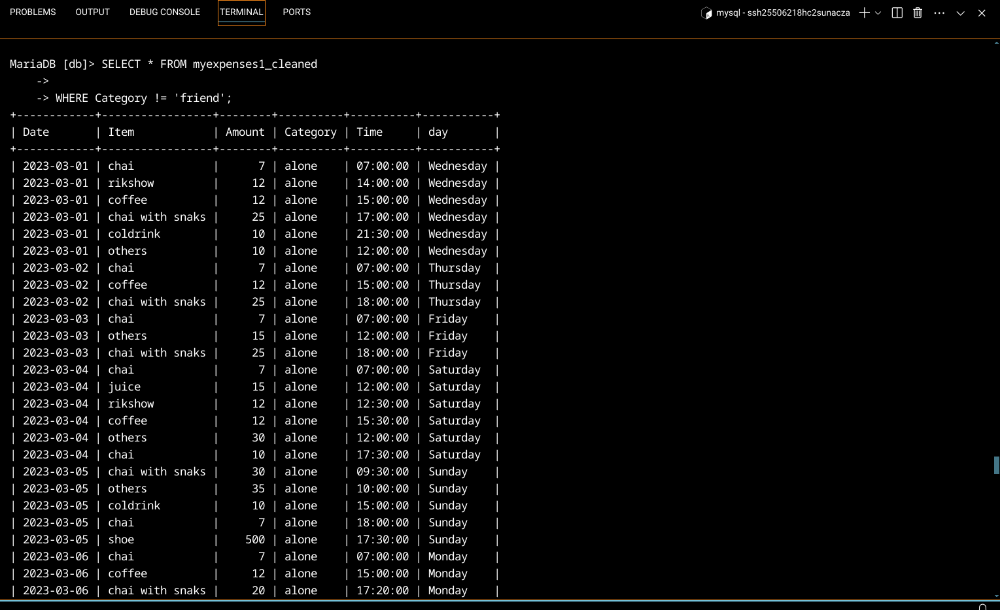 PROBLEMS OUTPUT DEBUG CONSOLE TERMINAL PORTS mysql - ssh25506218hc2sunacza
MariaDB [db]> SELECT * FROM myexpenses1_cleaned
    ->
    -> WHERE Category != 'friend';
+------------+-----------------+--------+----------+----------+-----------+
| Date       | Item            | Amount | Category | Time     | day       |
+------------+-----------------+--------+----------+----------+-----------+
| 2023-03-01 | chai            |      7 | alone    | 07:00:00 | Wednesday |
| 2023-03-01 | rikshow         |     12 | alone    | 14:00:00 | Wednesday |
| 2023-03-01 | coffee          |     12 | alone    | 15:00:00 | Wednesday |
| 2023-03-01 | chai with snaks |     25 | alone    | 17:00:00 | Wednesday |
| 2023-03-01 | coldrink        |     10 | alone    | 21:30:00 | Wednesday |
| 2023-03-01 | others          |     10 | alone    | 12:00:00 | Wednesday |
| 2023-03-02 | chai            |      7 | alone    | 07:00:00 | Thursday  |
| 2023-03-02 | coffee          |     12 | alone    | 15:00:00 | Thursday  |
| 2023-03-02 | chai with snaks |     25 | alone    | 18:00:00 | Thursday  |
| 2023-03-03 | chai            |      7 | alone    | 07:00:00 | Friday    |
| 2023-03-03 | others          |     15 | alone    | 12:00:00 | Friday    |
| 2023-03-03 | chai with snaks |     25 | alone    | 18:00:00 | Friday    |
| 2023-03-04 | chai            |      7 | alone    | 07:00:00 | Saturday  |
| 2023-03-04 | juice           |     15 | alone    | 12:00:00 | Saturday  |
| 2023-03-04 | rikshow         |     12 | alone    | 12:30:00 | Saturday  |
| 2023-03-04 | coffee          |     12 | alone    | 15:30:00 | Saturday  |
| 2023-03-04 | others          |     30 | alone    | 12:00:00 | Saturday  |
| 2023-03-04 | chai            |     10 | alone    | 17:30:00 | Saturday  |
| 2023-03-05 | chai with snaks |     30 | alone    | 09:30:00 | Sunday    |
| 2023-03-05 | others          |     35 | alone    | 10:00:00 | Sunday    |
| 2023-03-05 | coldrink        |     10 | alone    | 15:00:00 | Sunday    |
| 2023-03-05 | chai            |      7 | alone    | 18:00:00 | Sunday    |
| 2023-03-05 | shoe            |    500 | alone    | 17:30:00 | Sunday    |
| 2023-03-06 | chai            |      7 | alone    | 07:00:00 | Monday    |
| 2023-03-06 | coffee          |     12 | alone    | 15:00:00 | Monday    |
| 2023-03-06 | chai with snaks |     20 | alone    | 17:20:00 | Monday    |